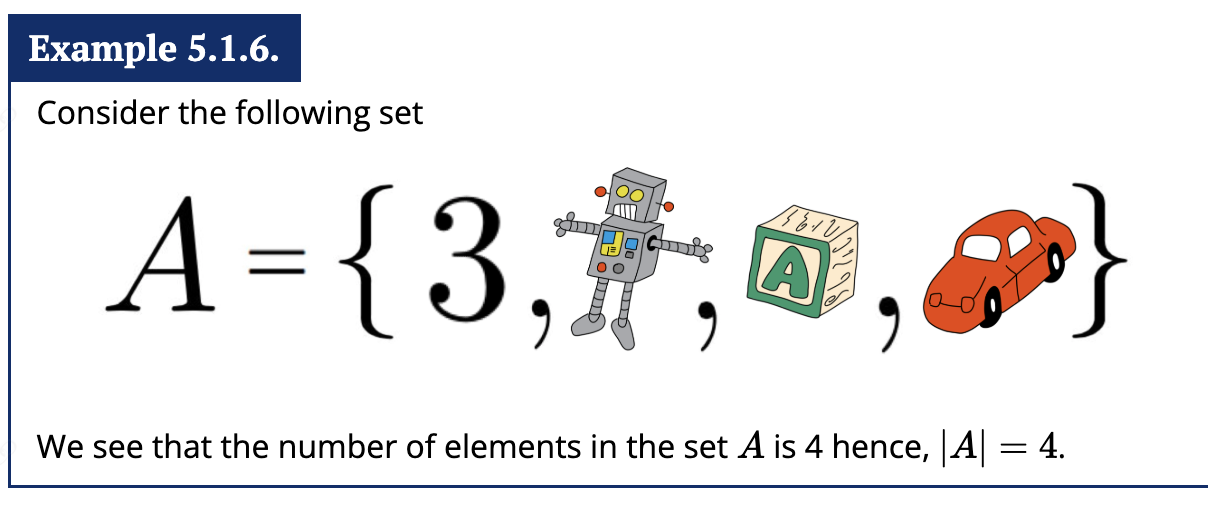 Example 5.1.6.
Consider the following set
A = { 3, , A , }
We see that the number of elements in the set A is 4 hence, |A| = 4.